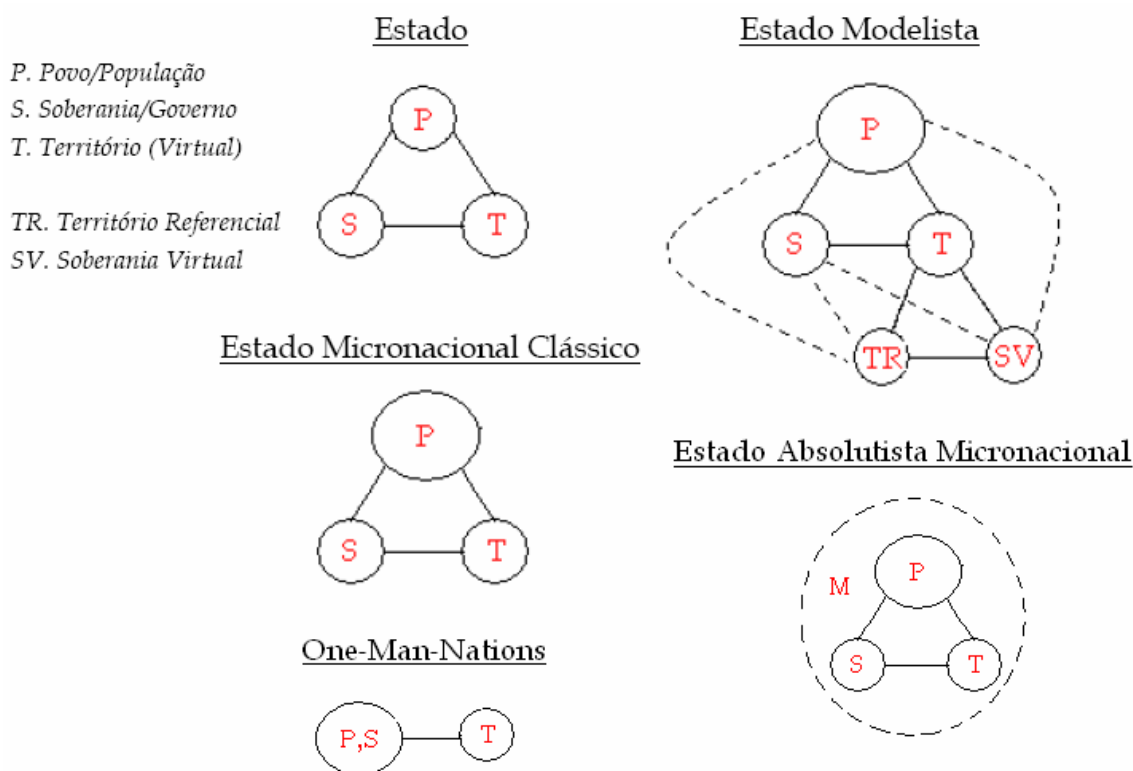 Estado
Estado Modelista
P. Povo/População
S. Soberania/Governo
T. Território (Virtual)
TR. Território Referencial
SV. Soberania Virtual
P
S
T
P
S
T
TR
SV
Estado Micronacional Clássico
P
S
T
Estado Absolutista Micronacional
M
P
S
T
One-Man-Nations
P,S
T